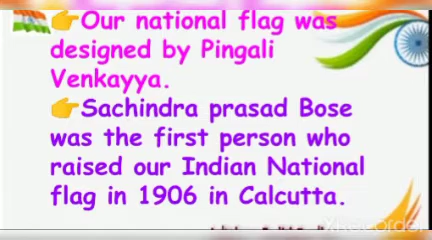 👉Our national flag was
designed by Pingali
Venkayya.
👉Sachindra prasad Bose
was the first person who
raised our Indian National
flag in 1906 in Calcutta.
XRecorder